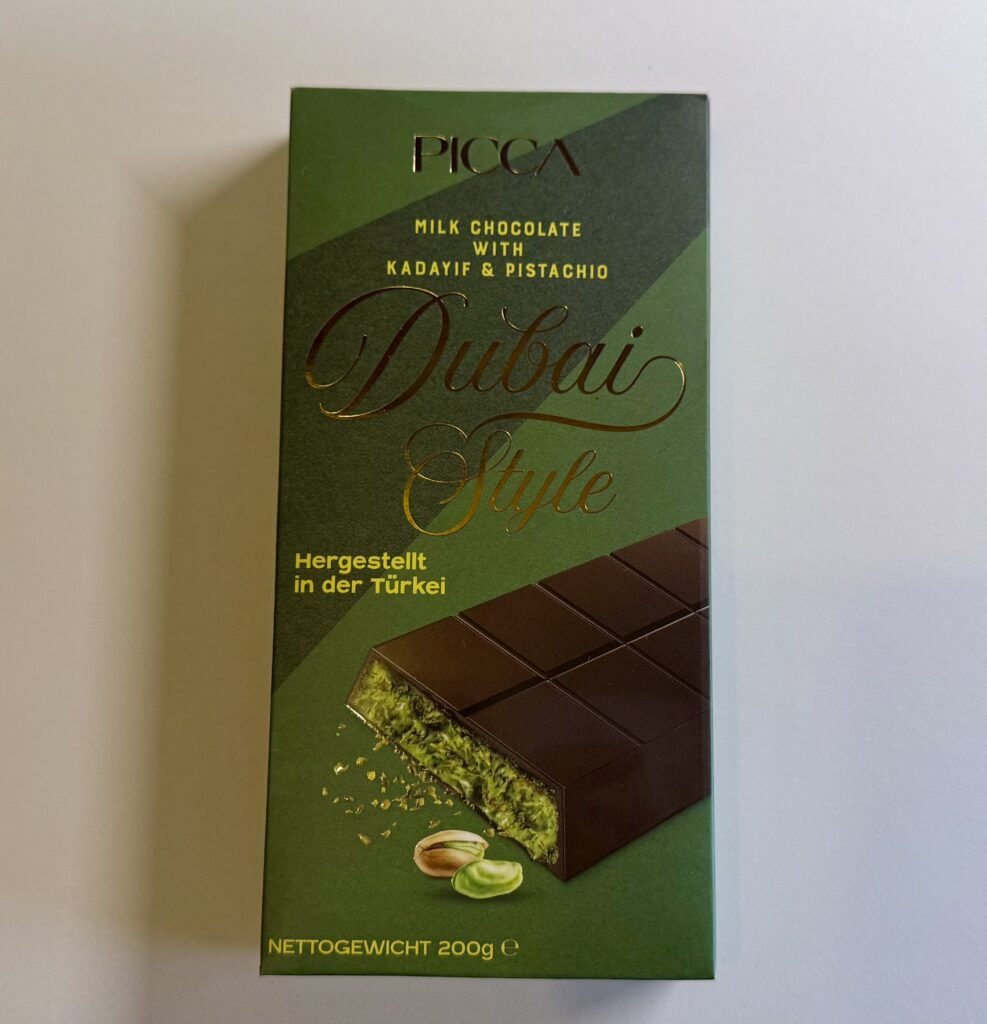 PICCA
MILK CHOCOLATE
WITH
KADAYIF & PISTACHIO
Dubai
Style
Hergestellt
in der Türkei
NETTOGEWICHT 200g ℮